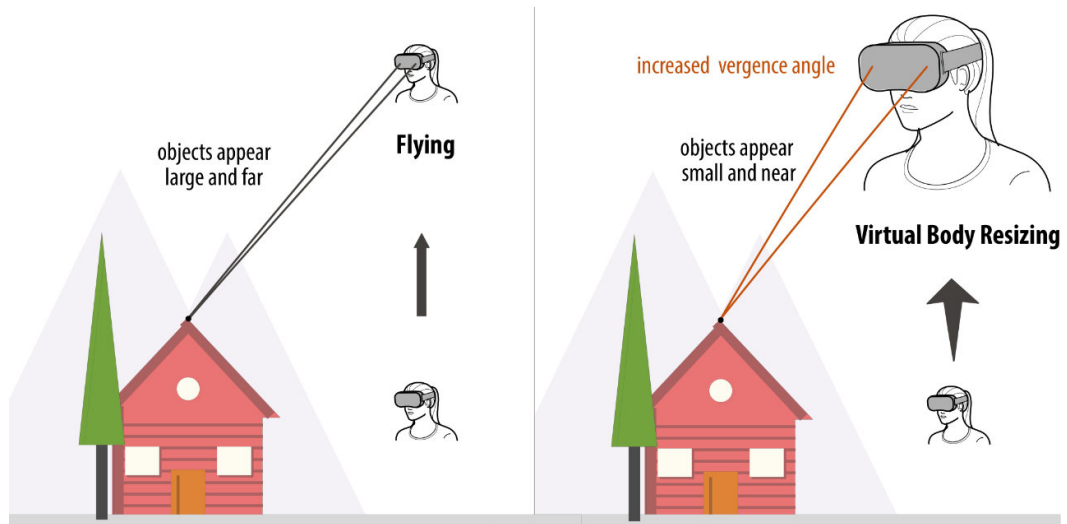 objects appear
large and far
Flying
increased vergence angle
objects appear
small and near
Virtual Body Resizing